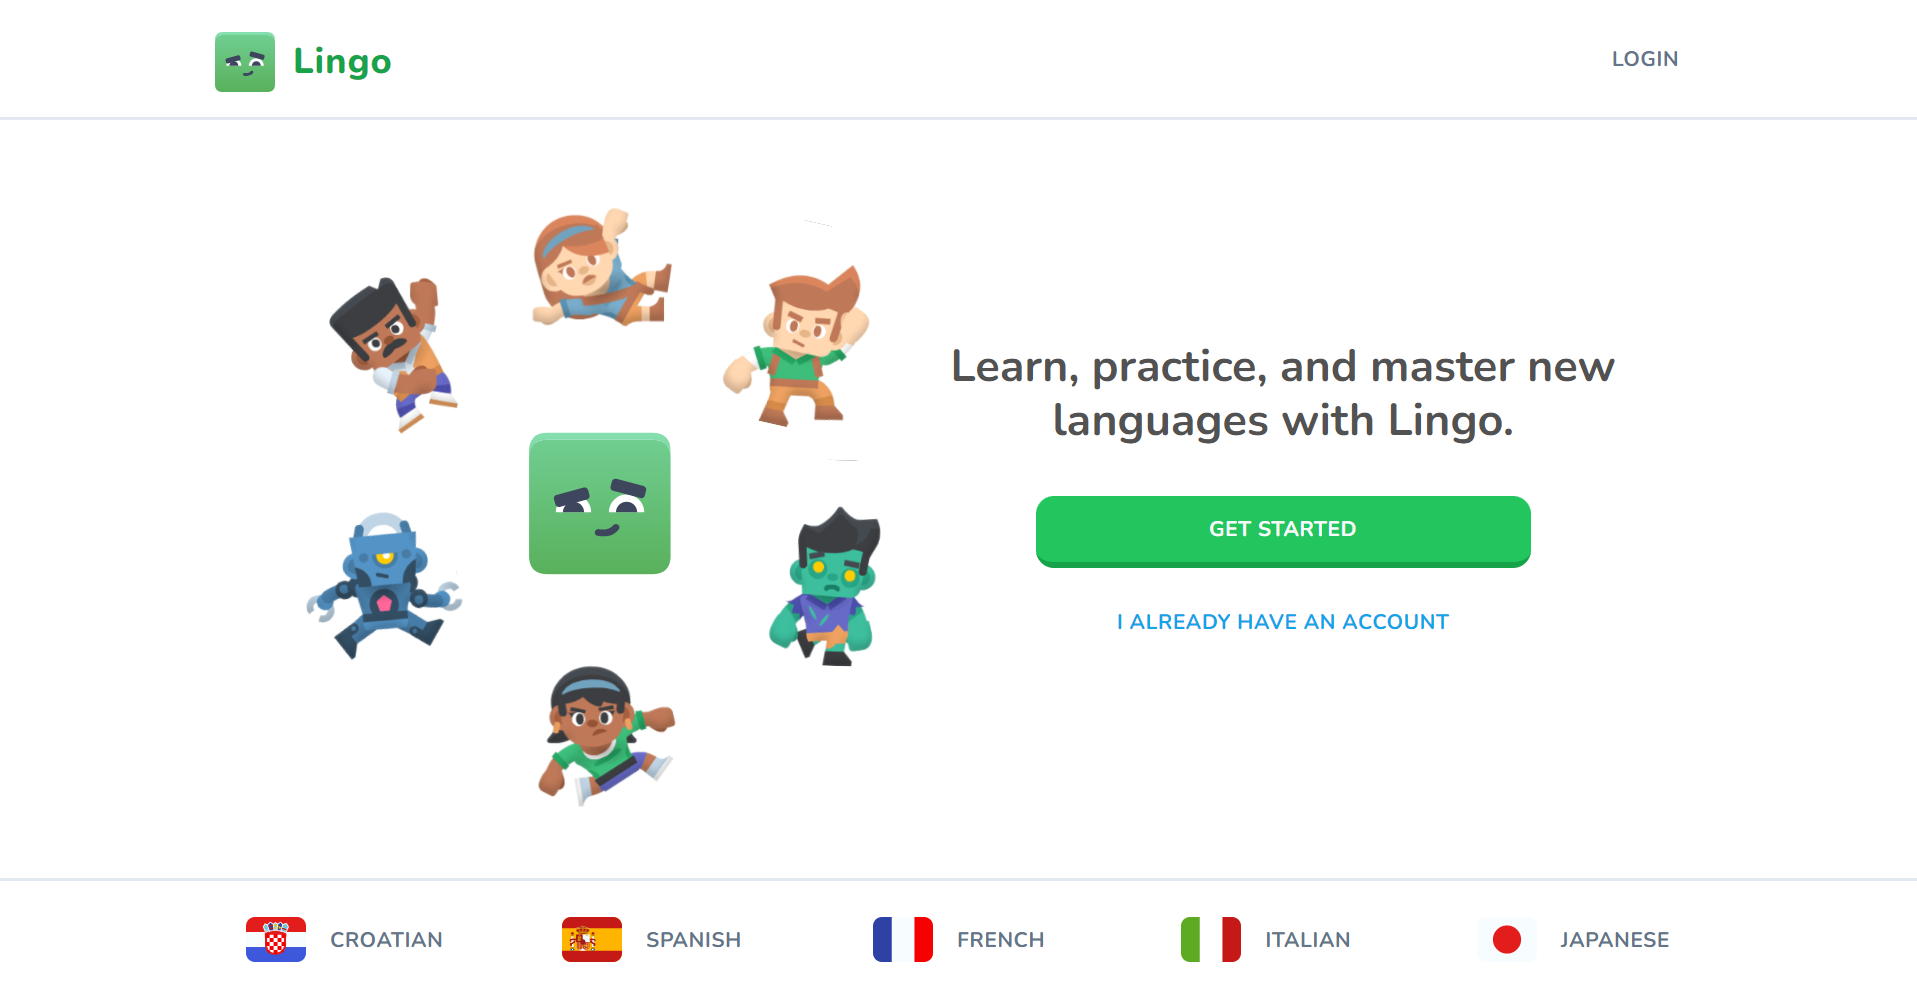 Lingo
LOGIN
Learn, practice, and master new
languages with Lingo.
GET STARTED
I ALREADY HAVE AN ACCOUNT
CROATIAN
SPANISH
FRENCH
ITALIAN
JAPANESE